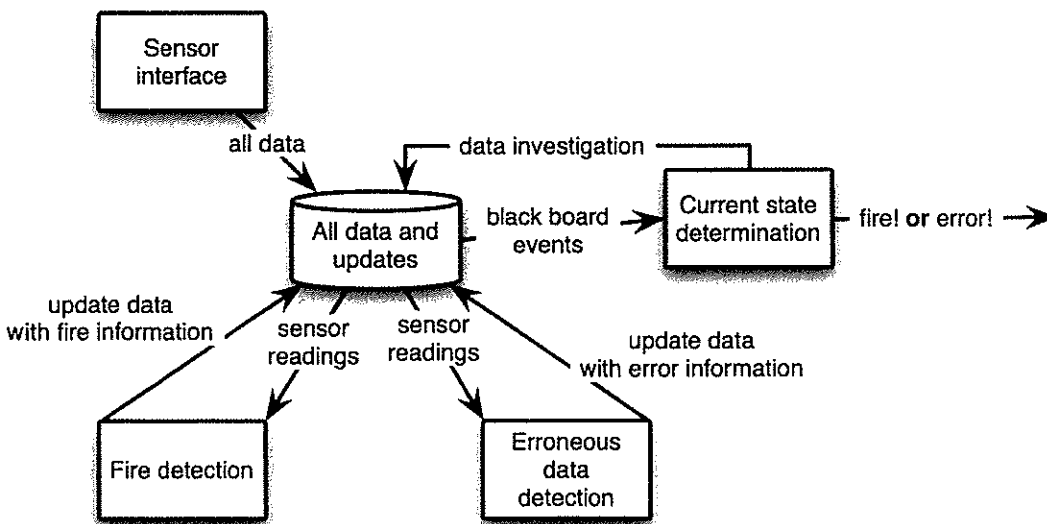 Sensor
interface
all data
data investigation
All data and
updates
black board
events
Current state
determination
fire! or error!
update data
with fire information
sensor
readings
sensor
readings
update data
with error information
Fire detection
Erroneous
data
detection